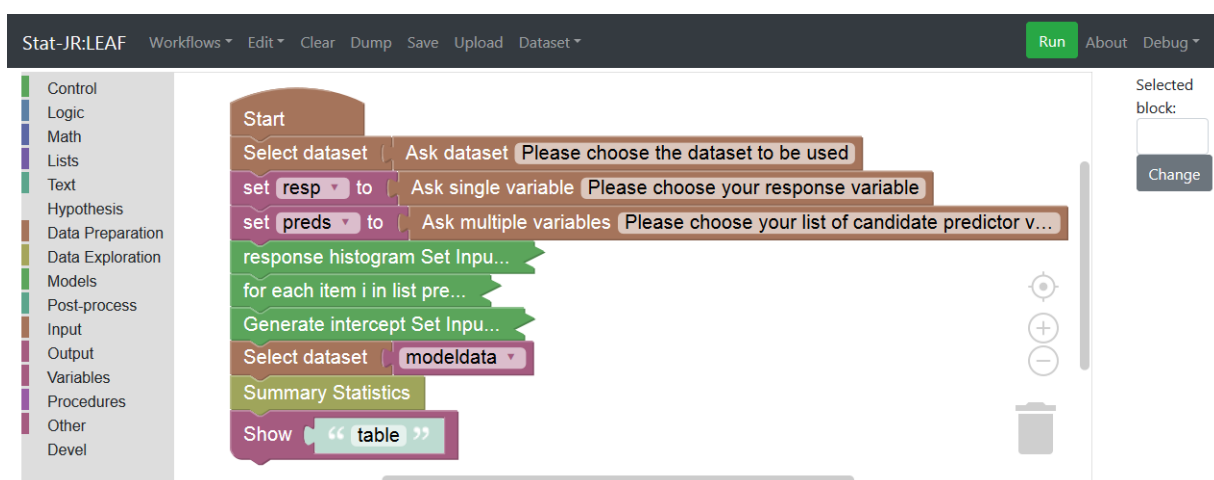 Stat-JR:LEAF Workflows Edit Clear Dump Save Upload Dataset Run About Debug
Control
Logic
Math
Lists
Text
Hypothesis
Data Preparation
Data Exploration
Models
Post-process
Input
Output
Variables
Procedures
Other
Devel
Start
Select dataset Ask dataset Please choose the dataset to be used
set resp to Ask single variable Please choose your response variable
set preds to Ask multiple variables Please choose your list of candidate predictor v...
response histogram Set Inpu...
for each item i in list pre...
Generate intercept Set Inpu...
Select dataset modeldata
Summary Statistics
Show “ table ”
Selected
block:
Change